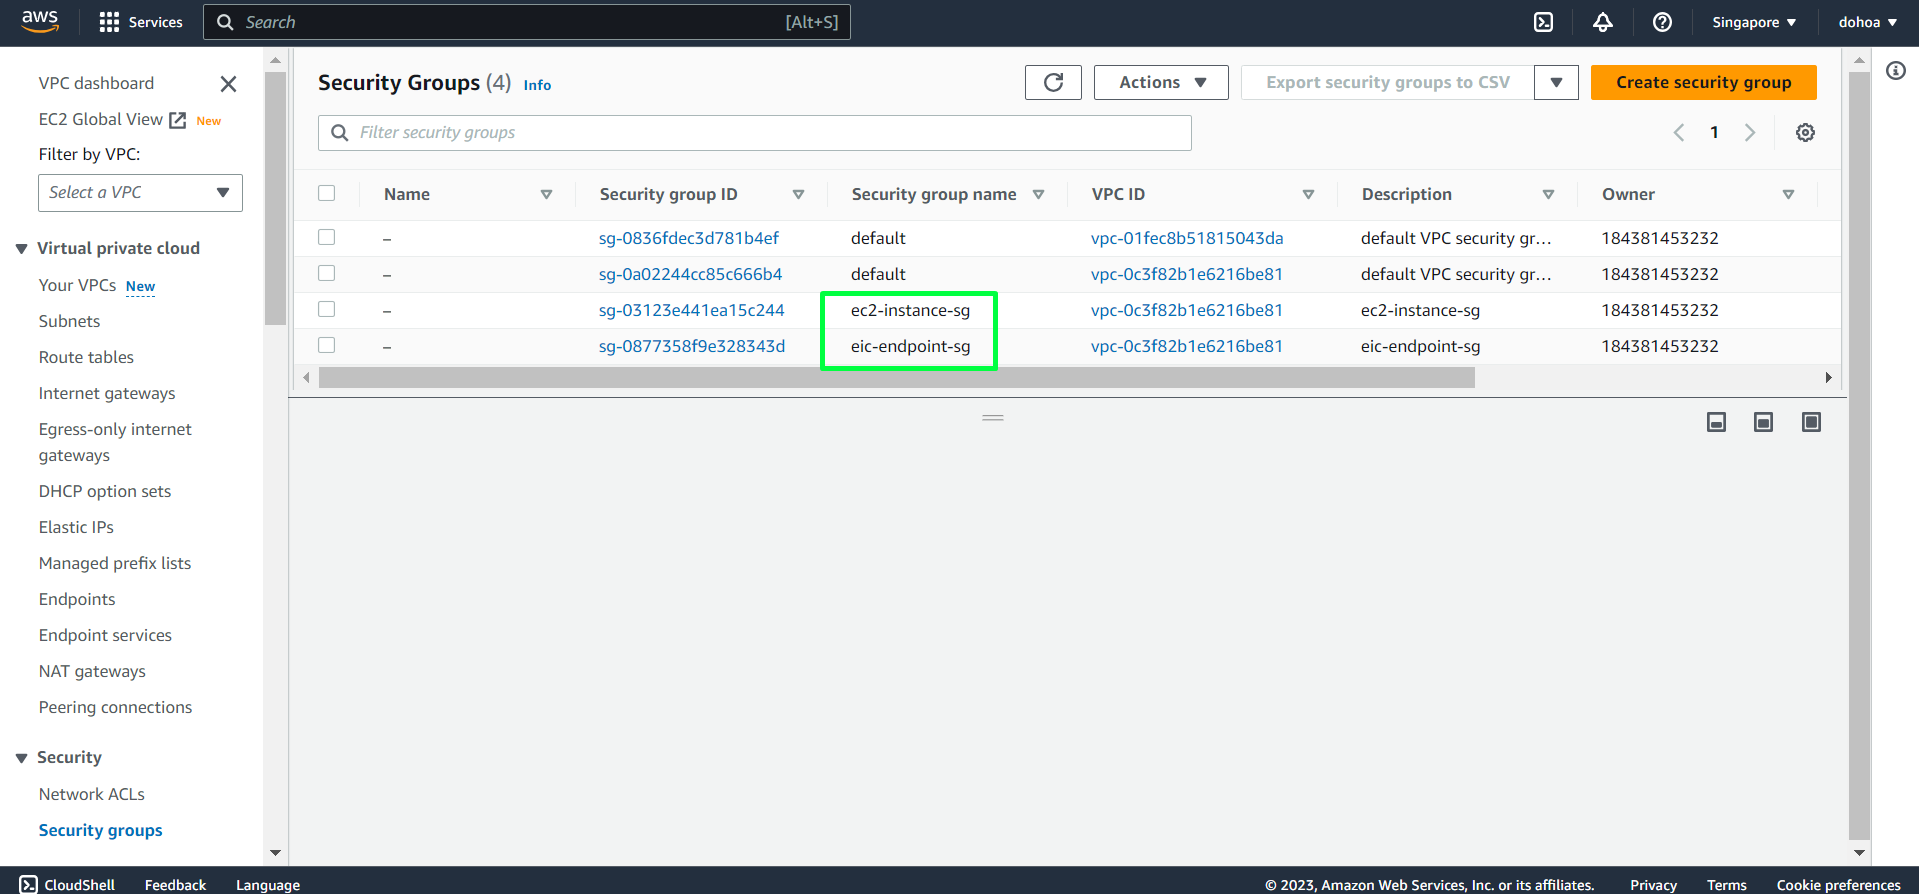 aws Services Search [Alt+S] Singapore dohoa
VPC dashboard
EC2 Global View New
Filter by VPC:
Select a VPC
Virtual private cloud
Your VPCs New
Subnets
Route tables
Internet gateways
Egress-only internet
gateways
DHCP option sets
Elastic IPs
Managed prefix lists
Endpoints
Endpoint services
NAT gateways
Peering connections
Security
Network ACLs
Security groups
Security Groups (4) Info Actions Export security groups to CSV Create security group
Filter security groups 1
Name Security group ID Security group name VPC ID Description Owner
– sg-0836fdec3d781b4ef default vpc-01fec8b51815043da default VPC security gr... 184381453232
– sg-0a02244cc85c666b4 default vpc-0c3f82b1e6216be81 default VPC security gr... 184381453232
– sg-03123e441ea15c244 ec2-instance-sg vpc-0c3f82b1e6216be81 ec2-instance-sg 184381453232
– sg-0877358f9e328343d eic-endpoint-sg vpc-0c3f82b1e6216be81 eic-endpoint-sg 184381453232
CloudShell Feedback Language © 2023, Amazon Web Services, Inc. or its affiliates. Privacy Terms Cookie preferences